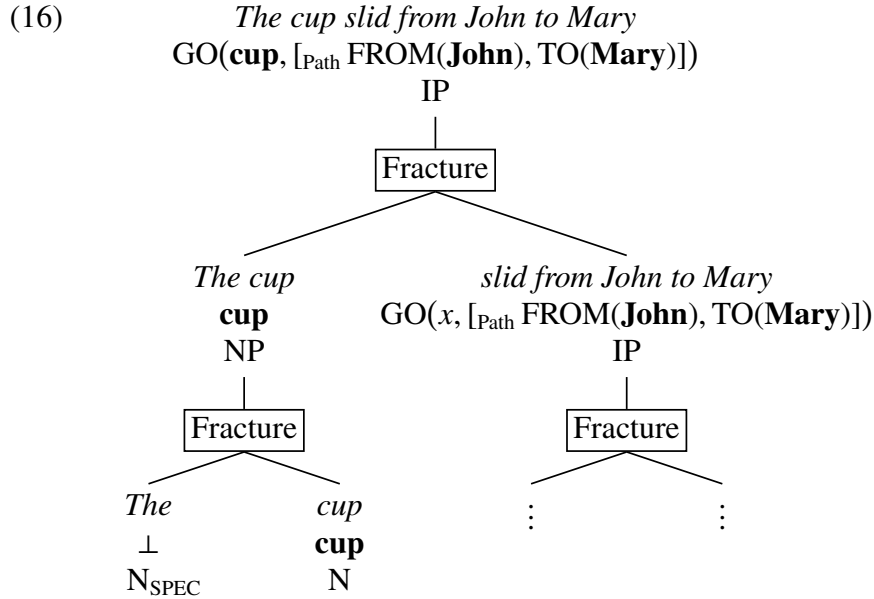 (16) The cup slid from John to Mary
GO(cup, [Path FROM(John), TO(Mary)])
IP
Fracture
The cup slid from John to Mary
cup GO(x, [Path FROM(John), TO(Mary)])
NP IP
Fracture Fracture
The cup ⋮ ⋮
⊥ cup
NSPEC N